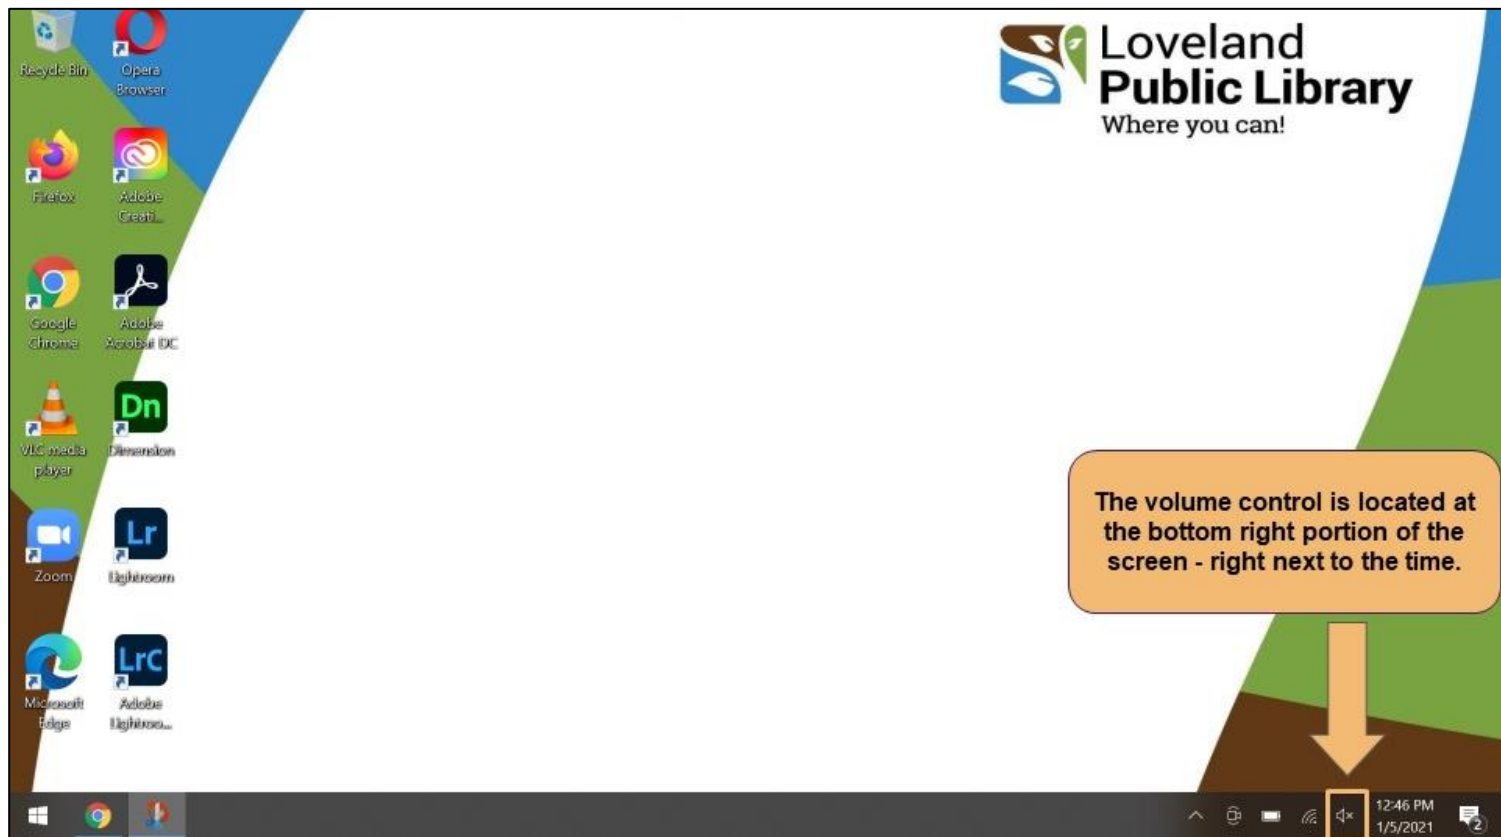 Loveland
Public Library
Where you can!
Recycle Bin
Opera
Browser
Firefox
Adobe
Creati...
Google
Chrome
Adobe
Acrobat DC
VLC media
player
Dn
Dimension
Zoom
Lr
Lightroom
Microsoft
Edge
LrC
Adobe
Lightroo...
The volume control is located at
the bottom right portion of the
screen - right next to the time.
12:46 PM
1/5/2021
2